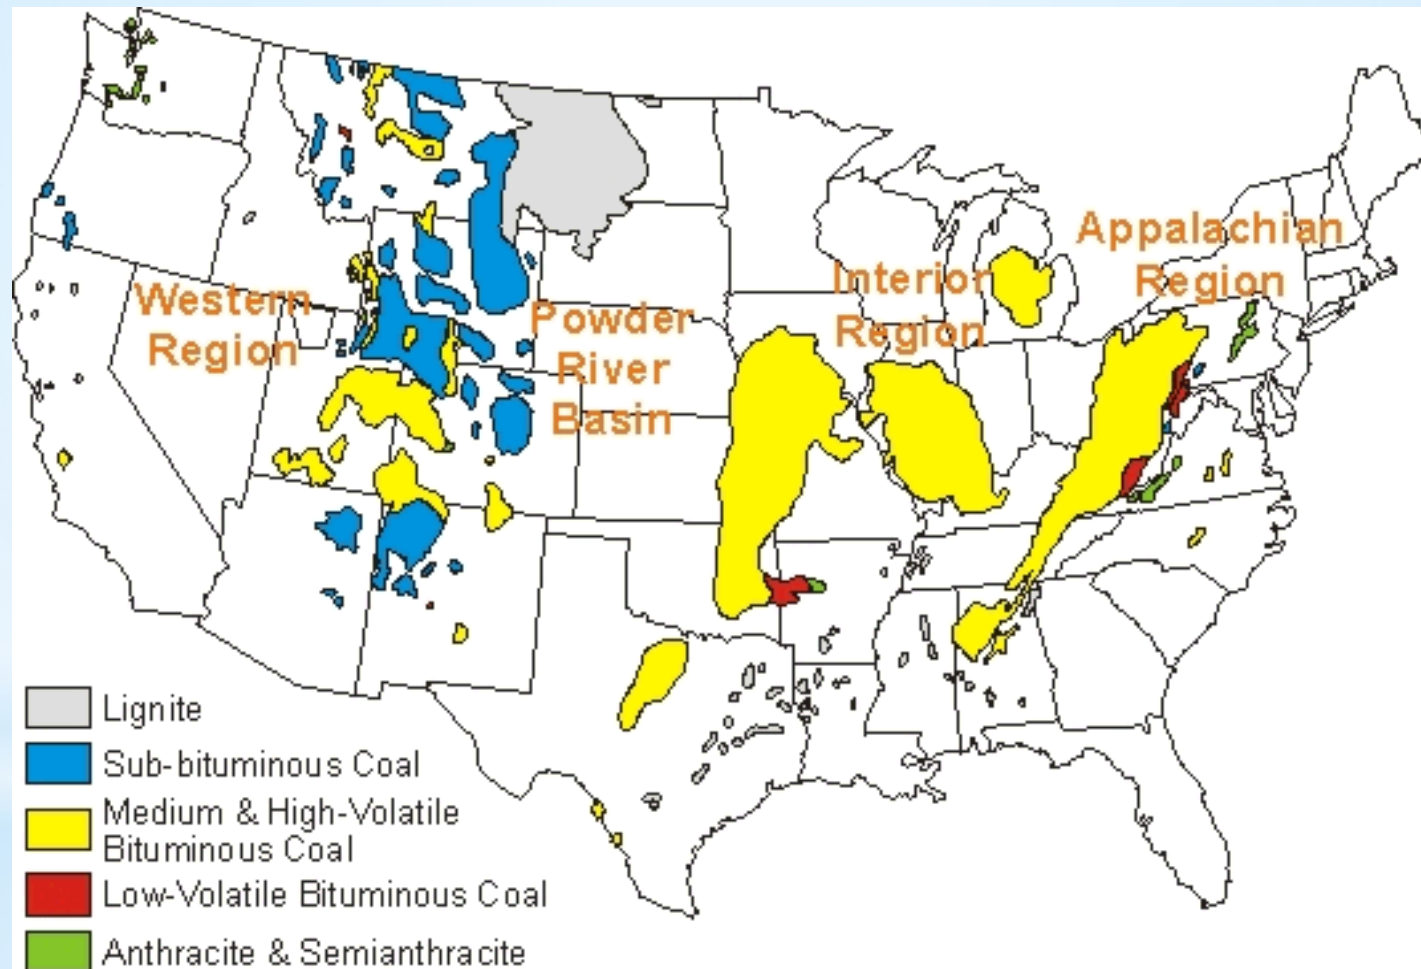 Appalachian
Region
Interior
Region
Western
Region
Powder
River
Basin
Lignite
Sub-bituminous Coal
Medium & High-Volatile
Bituminous Coal
Low-Volatile Bituminous Coal
Anthracite & Semianthracite